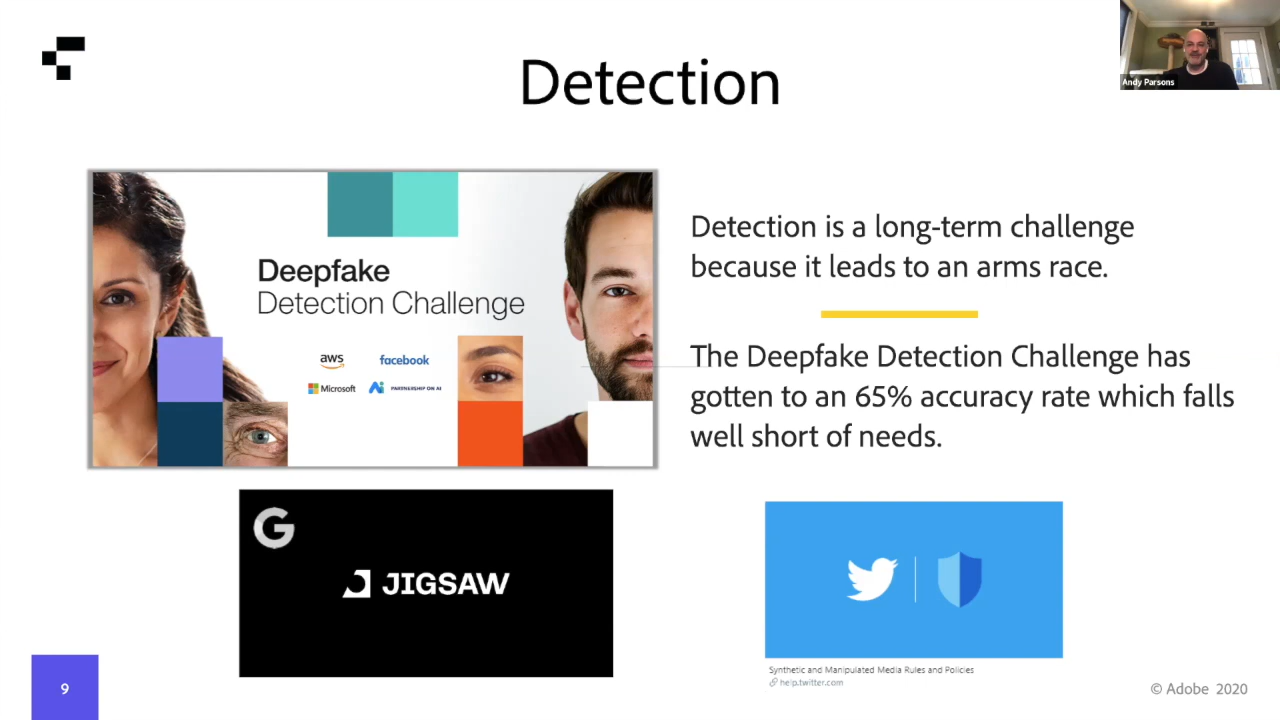 Detection
Andy Parsons
Deepfake
Detection Challenge
aws
facebook
Microsoft
PARTNERSHIP ON AI
Detection is a long-term challenge
because it leads to an arms race.
The Deepfake Detection Challenge has
gotten to an 65% accuracy rate which falls
well short of needs.
G
JIGSAW
Synthetic and Manipulated Media Rules and Policies
help.twitter.com
9
© Adobe 2020